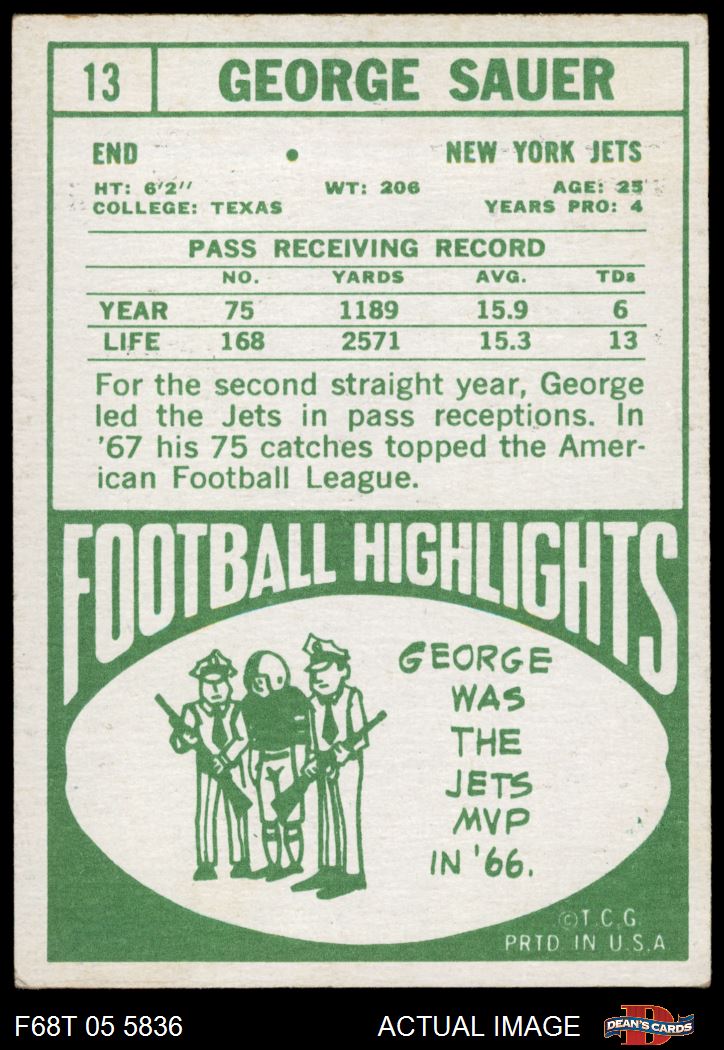 13 GEORGE SAUER
END • NEW YORK JETS
HT: 6'2" WT: 206 AGE: 25
COLLEGE: TEXAS YEARS PRO: 4
PASS RECEIVING RECORD
NO. YARDS AVG. TDs
YEAR 75 1189 15.9 6
LIFE 168 2571 15.3 13
For the second straight year, George
led the Jets in pass receptions. In
'67 his 75 catches topped the Amer-
ican Football League.
FOOTBALL HIGHLIGHTS
GEORGE
WAS
THE
JETS
MVP
IN '66.
©T.C.G.
PRTD. IN U.S.A.
F68T 05 5836 ACTUAL IMAGE DEAN'S CARDS